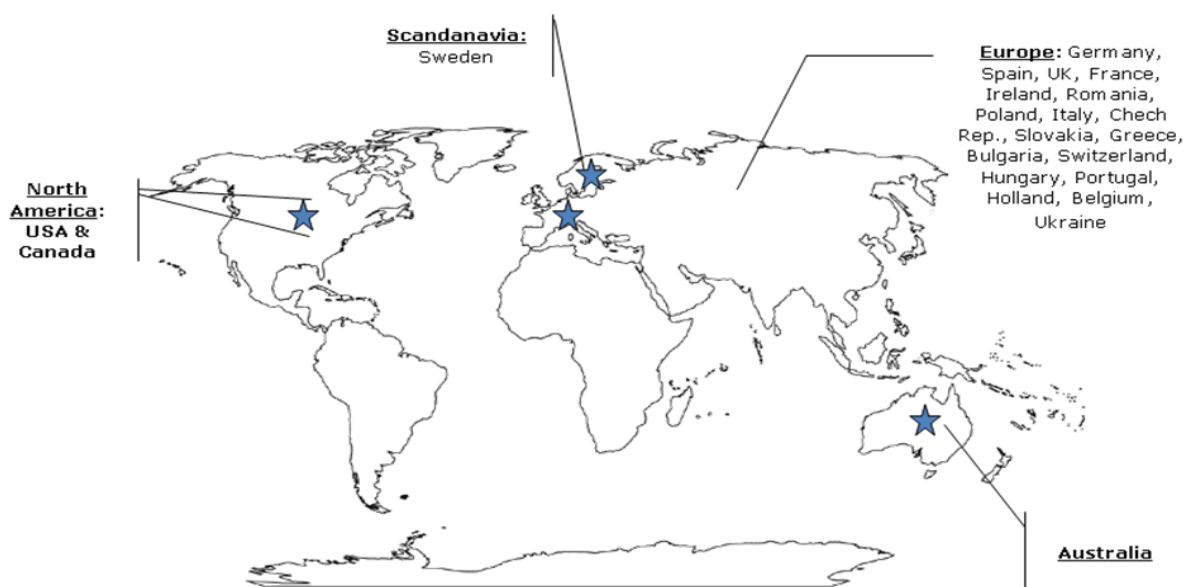 Scandanavia:
Sweden
Europe: Germany,
Spain, UK, France,
Ireland, Romania,
Poland, Italy, Chech
Rep., Slovakia, Greece,
Bulgaria, Switzerland,
Hungary, Portugal,
Holland, Belgium,
Ukraine
North
America:
USA &
Canada
Australia